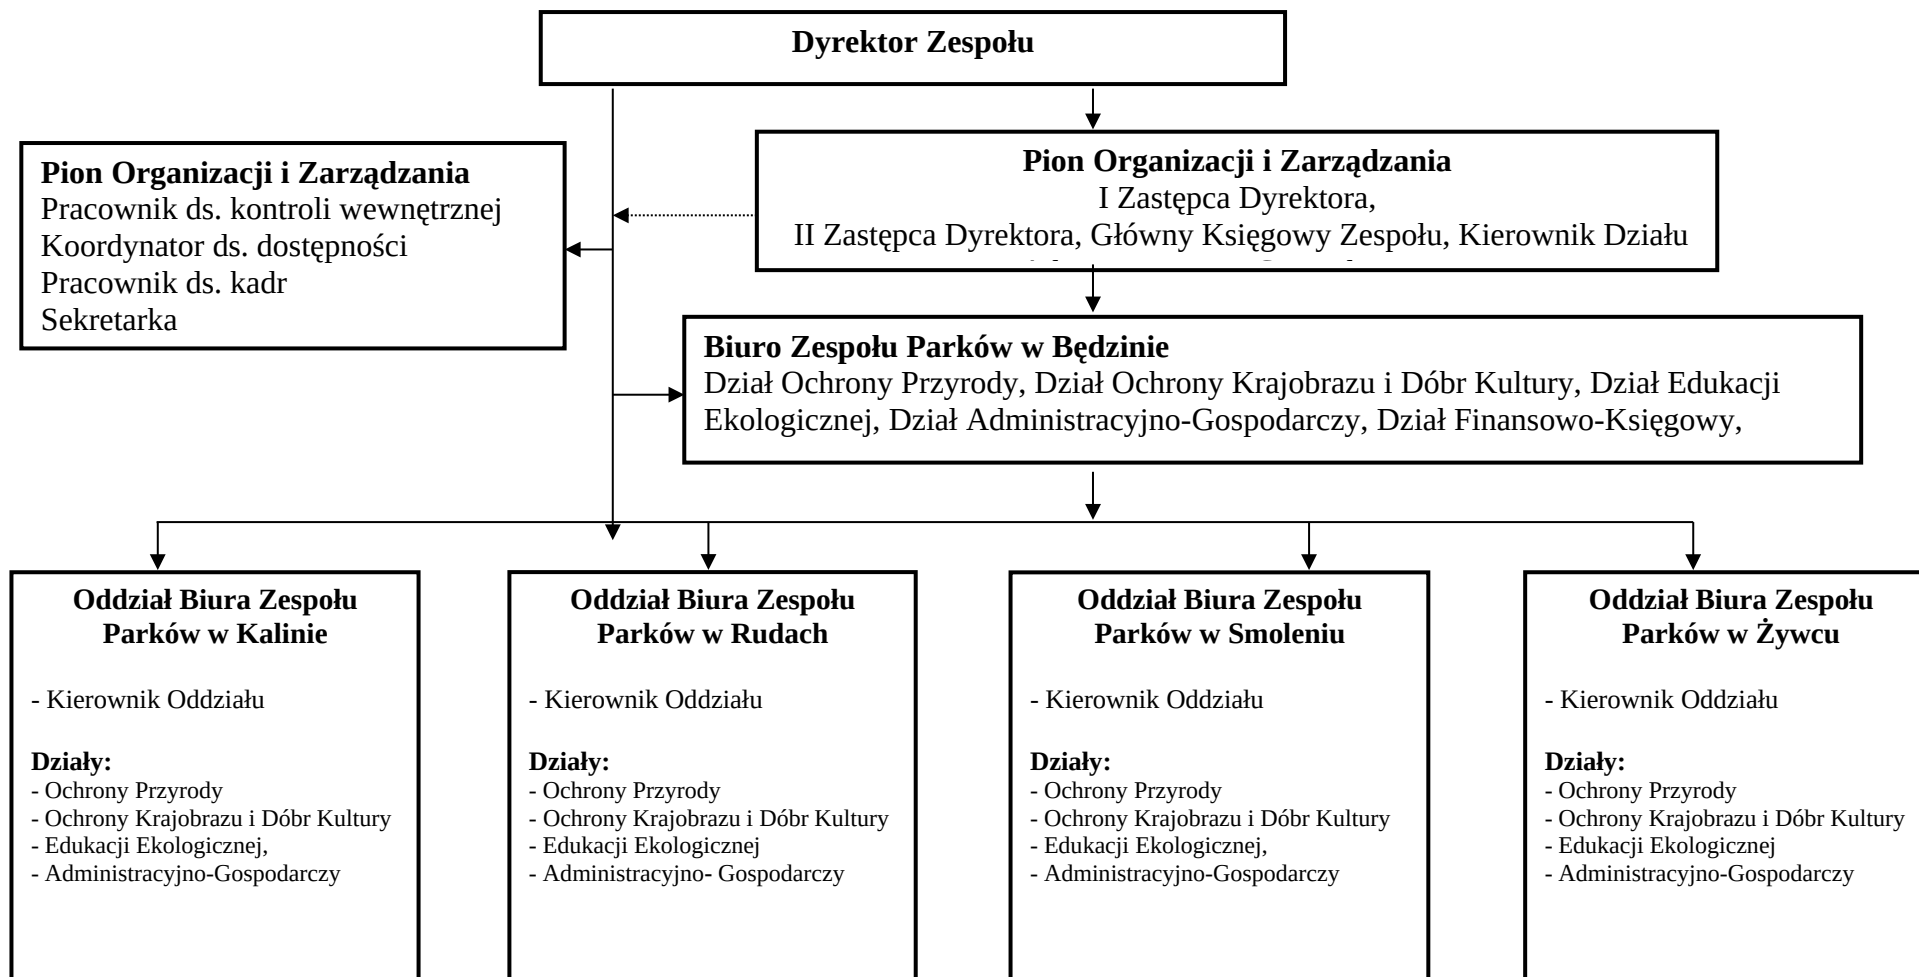 Dyrektor Zespołu
Pion Organizacji i Zarządzania
Pracownik ds. kontroli wewnętrznej
Koordynator ds. dostępności
Pracownik ds. kadr
Sekretarka
Pion Organizacji i Zarządzania
I Zastępca Dyrektora,
II Zastępca Dyrektora, Główny Księgowy Zespołu, Kierownik Działu
Biuro Zespołu Parków w Będzinie
Dział Ochrony Przyrody, Dział Ochrony Krajobrazu i Dóbr Kultury, Dział Edukacji
Ekologicznej, Dział Administracyjno-Gospodarczy, Dział Finansowo-Księgowy,
Oddział Biura Zespołu
Parków w Kalinie
- Kierownik Oddziału
Działy:
- Ochrony Przyrody
- Ochrony Krajobrazu i Dóbr Kultury
- Edukacji Ekologicznej,
- Administracyjno-Gospodarczy
Oddział Biura Zespołu
Parków w Rudach
- Kierownik Oddziału
Działy:
- Ochrony Przyrody
- Ochrony Krajobrazu i Dóbr Kultury
- Edukacji Ekologicznej
- Administracyjno- Gospodarczy
Oddział Biura Zespołu
Parków w Smoleniu
- Kierownik Oddziału
Działy:
- Ochrony Przyrody
- Ochrony Krajobrazu i Dóbr Kultury
- Edukacji Ekologicznej,
- Administracyjno-Gospodarczy
Oddział Biura Zespołu
Parków w Żywcu
- Kierownik Oddziału
Działy:
- Ochrony Przyrody
- Ochrony Krajobrazu i Dóbr Kultury
- Edukacji Ekologicznej
- Administracyjno-Gospodarczy